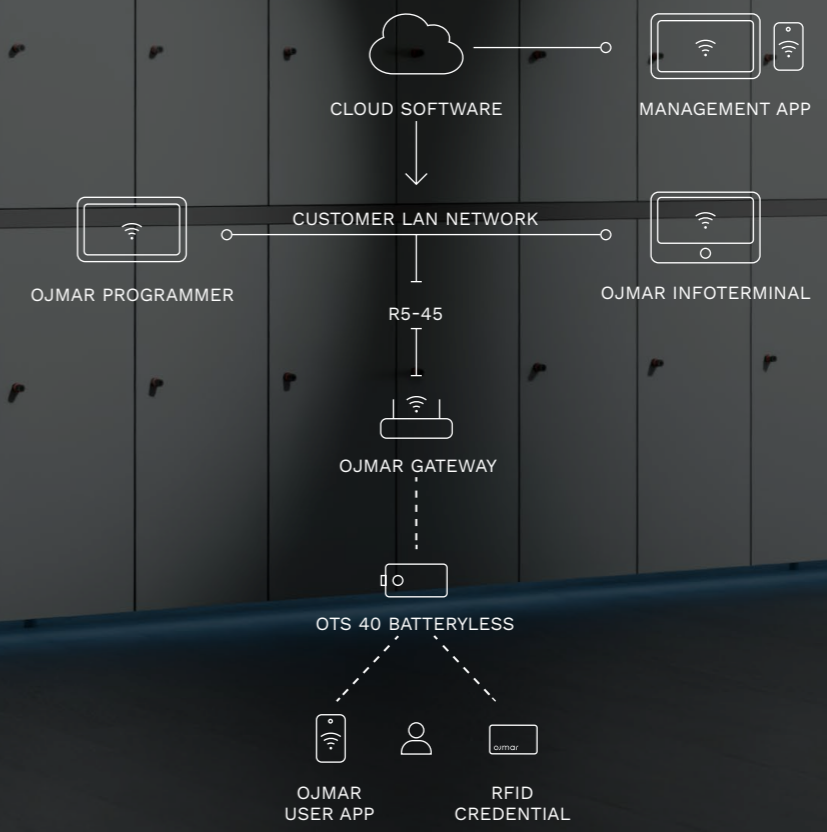 CLOUD SOFTWARE
MANAGEMENT APP
CUSTOMER LAN NETWORK
OJMAR PROGRAMMER
OJMAR INFOTERMINAL
R5-45
OJMAR GATEWAY
OTS 40 BATTERYLESS
ojmar
OJMAR
USER APP
RFID
CREDENTIAL